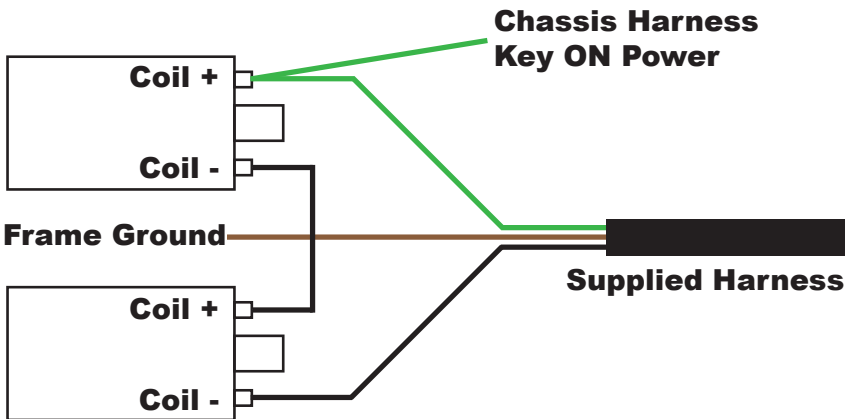 Chassis Harness
Key ON Power
Coil +
Coil -
Frame Ground
Supplied Harness
Coil +
Coil -